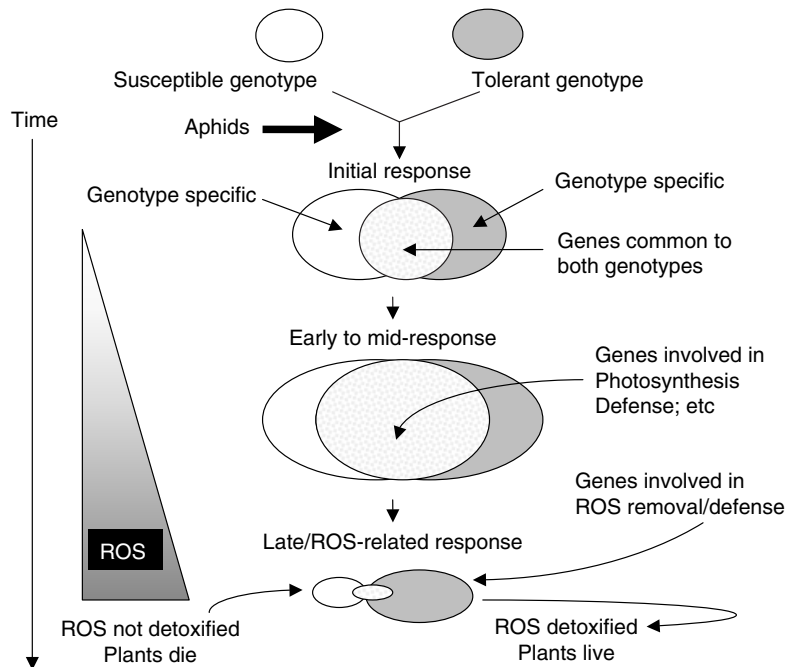 Susceptible genotype
Tolerant genotype
Time
Aphids
Initial response
Genotype specific
Genotype specific
Genes common to
both genotypes
Early to mid-response
Genes involved in
Photosynthesis
Defense; etc
Genes involved in
ROS removal/defense
ROS
Late/ROS-related response
ROS not detoxified
Plants die
ROS detoxified
Plants live